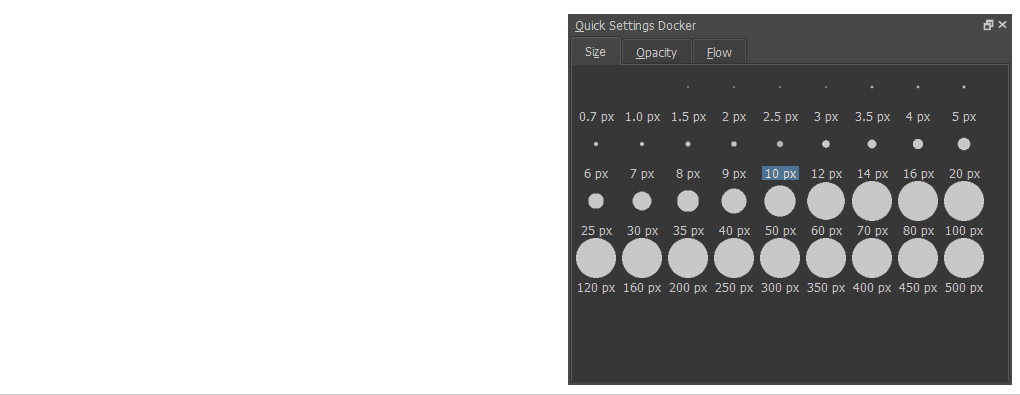 Quick Settings Docker
Size Opacity Flow
0.7 px 1.0 px 1.5 px 2 px 2.5 px 3 px 3.5 px 4 px 5 px
6 px 7 px 8 px 9 px 10 px 12 px 14 px 16 px 20 px
25 px 30 px 35 px 40 px 50 px 60 px 70 px 80 px 100 px
120 px 160 px 200 px 250 px 300 px 350 px 400 px 450 px 500 px